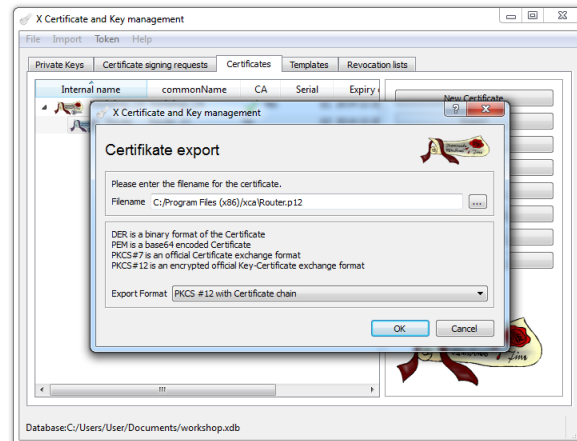 X Certificate and Key management
File Import Token Help
Private Keys Certificate signing requests Certificates Templates Revocation lists
Internal name commonName CA Serial Expiry
New Certificate
X Certificate and Key management
Certifikate export
Please enter the filename for the certificate.
Filename C:/Program Files (x86)/xca\Router.p12 ...
DER is a binary format of the Certificate
PEM is a base64 encoded Certificate
PKCS#7 is an official Certificate exchange format
PKCS#12 is an encrypted official Key-Certificate exchange format
Export Format PKCS #12 with Certificate chain
OK Cancel
Database:C:/Users/User/Documents/workshop.xdb